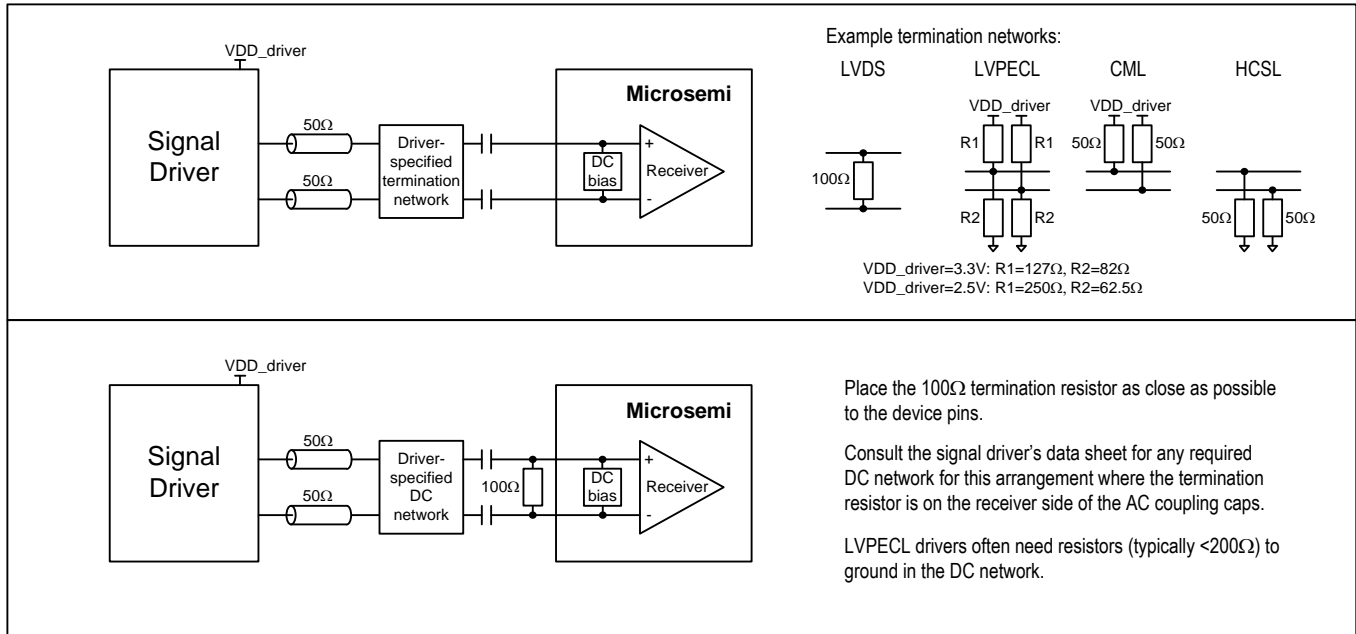 VDD_driver
Signal
Driver
50Ω
50Ω
Driver-
specified
termination
network
Microsemi
+
DC
bias
Receiver
-
Example termination networks:
LVDS
LVPECL
CML
HCSL
100Ω
VDD_driver
R1
R1
R2
R2
VDD_driver
50Ω
50Ω
50Ω
50Ω
VDD_driver=3.3V: R1=127Ω, R2=82Ω
VDD_driver=2.5V: R1=250Ω, R2=62.5Ω
VDD_driver
Signal
Driver
50Ω
50Ω
Driver-
specified
DC
network
100Ω
Microsemi
+
DC
bias
Receiver
-
Place the 100Ω termination resistor as close as possible
to the device pins.
Consult the signal driver's data sheet for any required
DC network for this arrangement where the termination
resistor is on the receiver side of the AC coupling caps.
LVPECL drivers often need resistors (typically <200Ω) to
ground in the DC network.